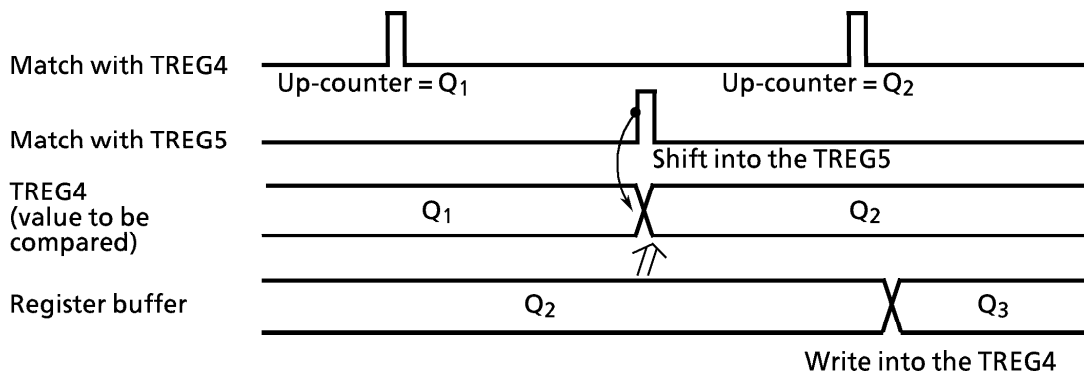 Match with TREG4
Up-counter = Q1
Up-counter = Q2
Match with TREG5
Shift into the TREG5
TREG4
(value to be
compared)
Q1
Q2
Register buffer
Q2
Q3
Write into the TREG4